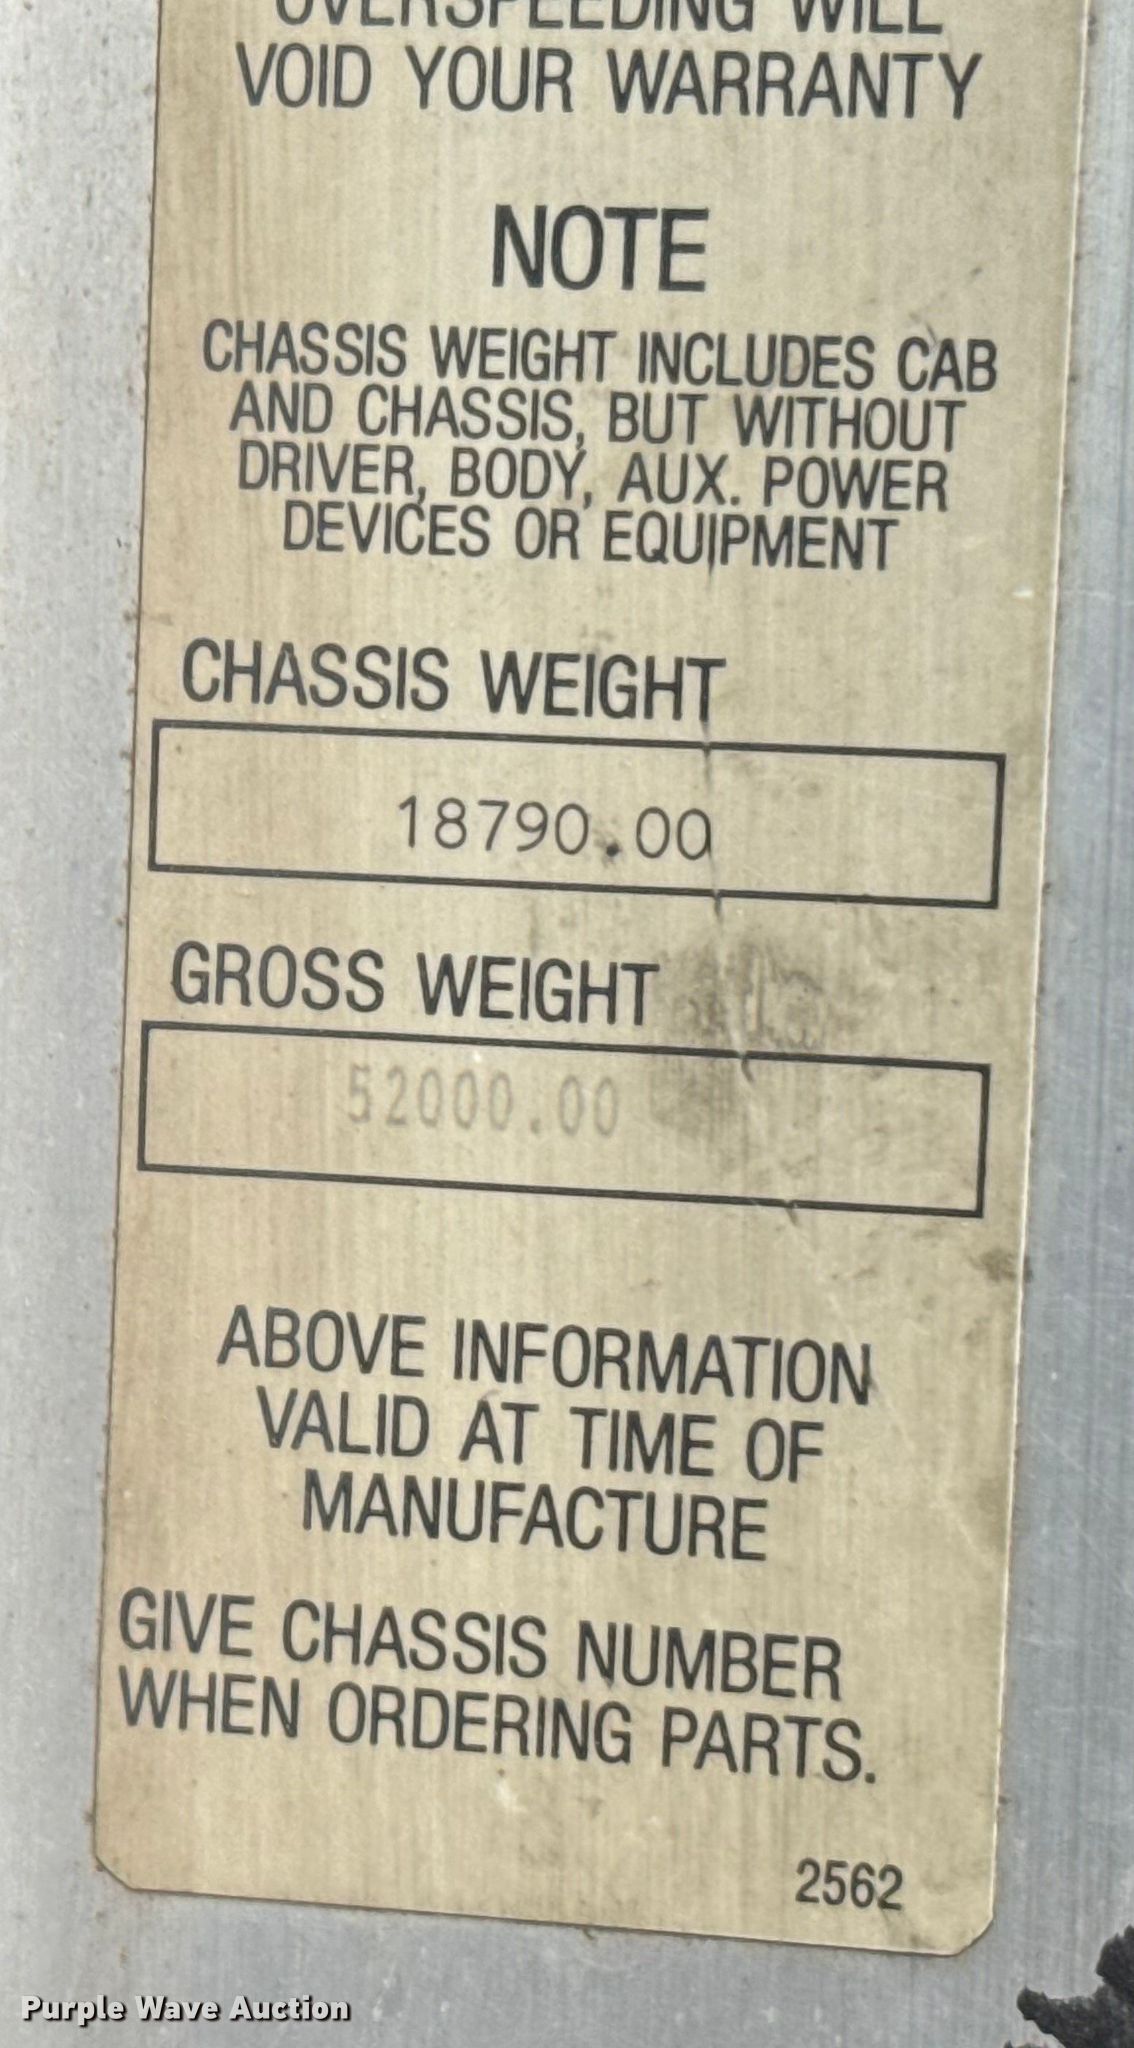 OVERSPEEDING WILL
VOID YOUR WARRANTY
NOTE
CHASSIS WEIGHT INCLUDES CAB
AND CHASSIS, BUT WITHOUT
DRIVER, BODY, AUX. POWER
DEVICES OR EQUIPMENT
CHASSIS WEIGHT
18790.00
GROSS WEIGHT
52000.00
ABOVE INFORMATION
VALID AT TIME OF
MANUFACTURE
GIVE CHASSIS NUMBER
WHEN ORDERING PARTS.
2562
Purple Wave Auction